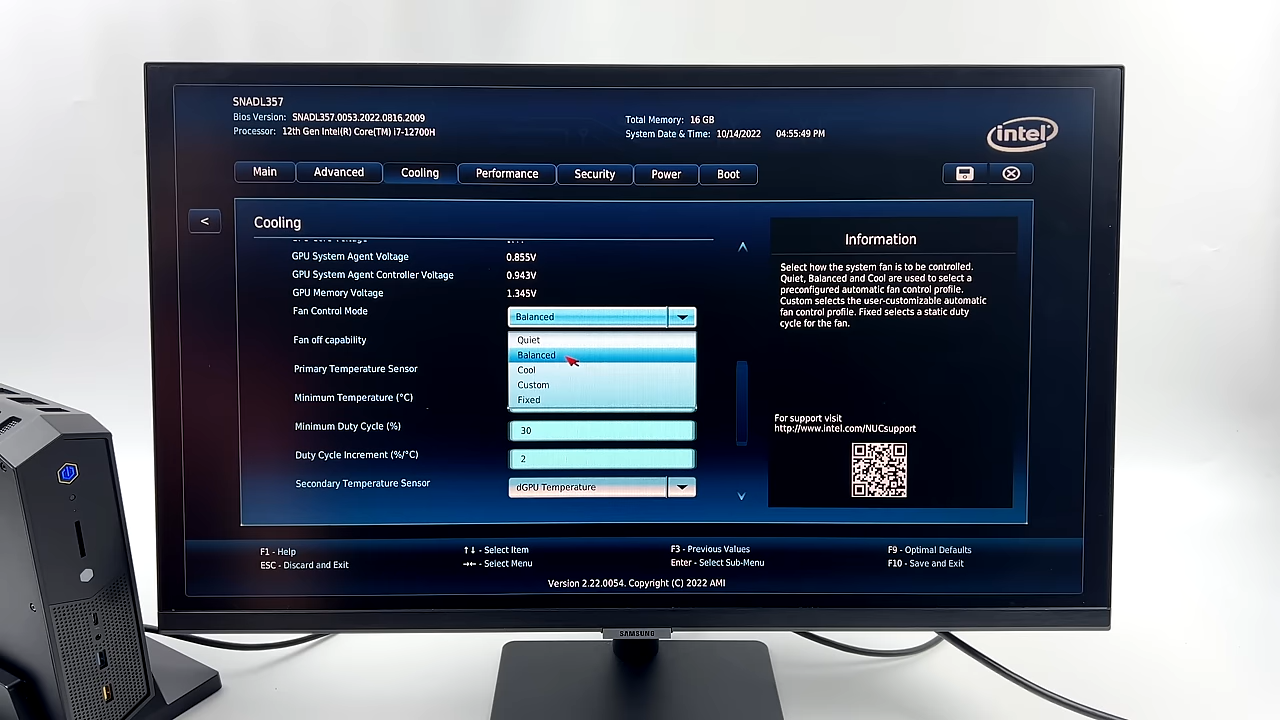 SNADL357
Bios Version: SNADL357.0053.2022.0816.2009
Processor: 12th Gen Intel(R) Core(TM) i7-12700H
Total Memory: 16 GB
System Date & Time: 10/14/2022 04:55:49 PM
intel
Main Advanced Cooling Performance Security Power Boot
<
Cooling
GPU System Agent Voltage 0.855V
GPU System Agent Controller Voltage 0.943V
GPU Memory Voltage 1.345V
Fan Control Mode Balanced
Fan off capability
Quiet
Balanced
Cool
Custom
Fixed
Primary Temperature Sensor
Minimum Temperature (°C)
Minimum Duty Cycle (%) 30
Duty Cycle Increment (%/°C) 2
Secondary Temperature Sensor dGPU Temperature
Information
Select how the system fan is to be controlled.
Quiet, Balanced and Cool are used to select a
preconfigured automatic fan control profile.
Custom selects the user-customizable automatic
fan control profile. Fixed selects a static duty
cycle for the fan.
For support visit
http://www.intel.com/NUCsupport
F1 - Help
ESC - Discard and Exit
↑↓ - Select Item
→← - Select Menu
F3 - Previous Values
Enter - Select Sub-Menu
F9 - Optimal Defaults
F10 - Save and Exit
Version 2.22.0054. Copyright (C) 2022 AMI
SAMSUNG